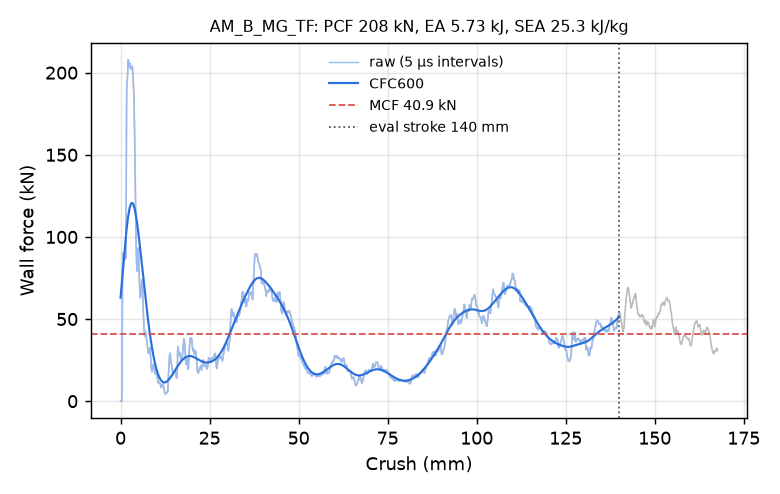 AM_B_MG_TF: PCF 208 kN, EA 5.73 kJ, SEA 25.3 kJ/kg
raw (5 µs intervals)
CFC600
MCF 40.9 kN
eval stroke 140 mm
Wall force (kN)
200
150
100
50
0
0 25 50 75 100 125 150 175
Crush (mm)